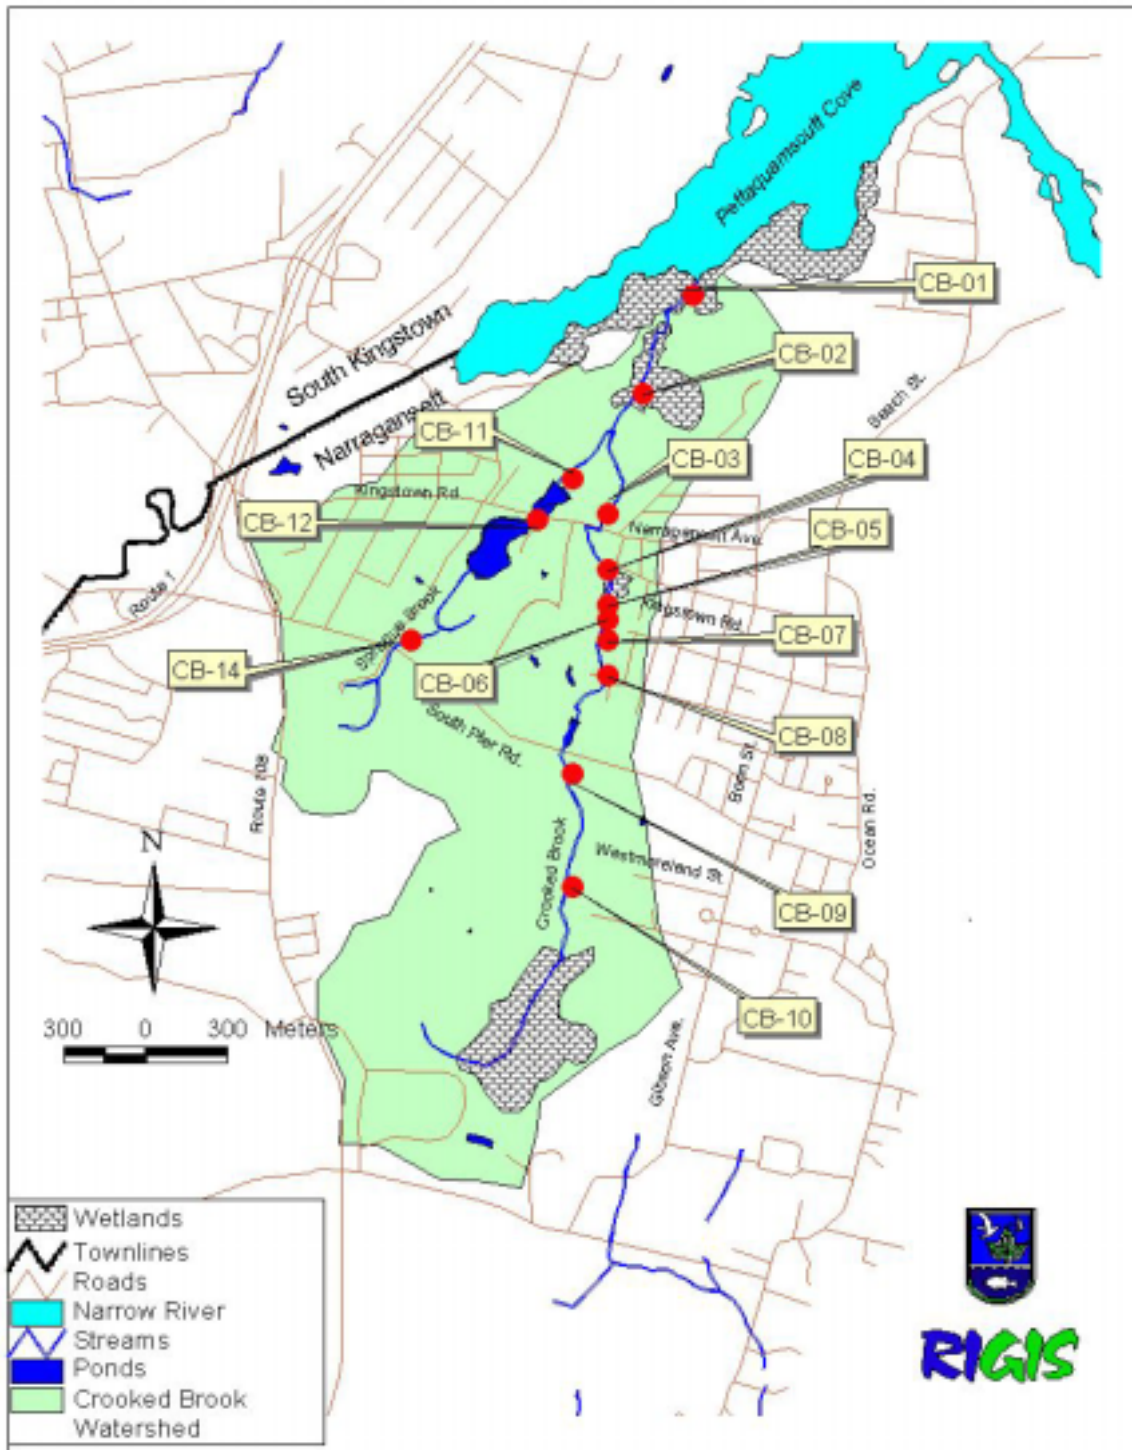 Pettaquamscutt Cove
CB-01
South Kingstown
CB-02
Beach St.
Narragansett
CB-11
CB-03
CB-04
Kingstown Rd.
CB-12
CB-05
Narragansett Ave.
Route 1
Kingstown Rd.
CB-07
CB-14
CB-06
South Pier Rd.
CB-08
Boon St.
Route 108
Ocean Rd.
N
Crooked Brook
Westmoreland St.
CB-09
300 0 300 Meters
CB-10
Gibson Ave.
Wetlands
Townlines
Roads
Narrow River
Streams
Ponds
Crooked Brook
Watershed
RIGIS